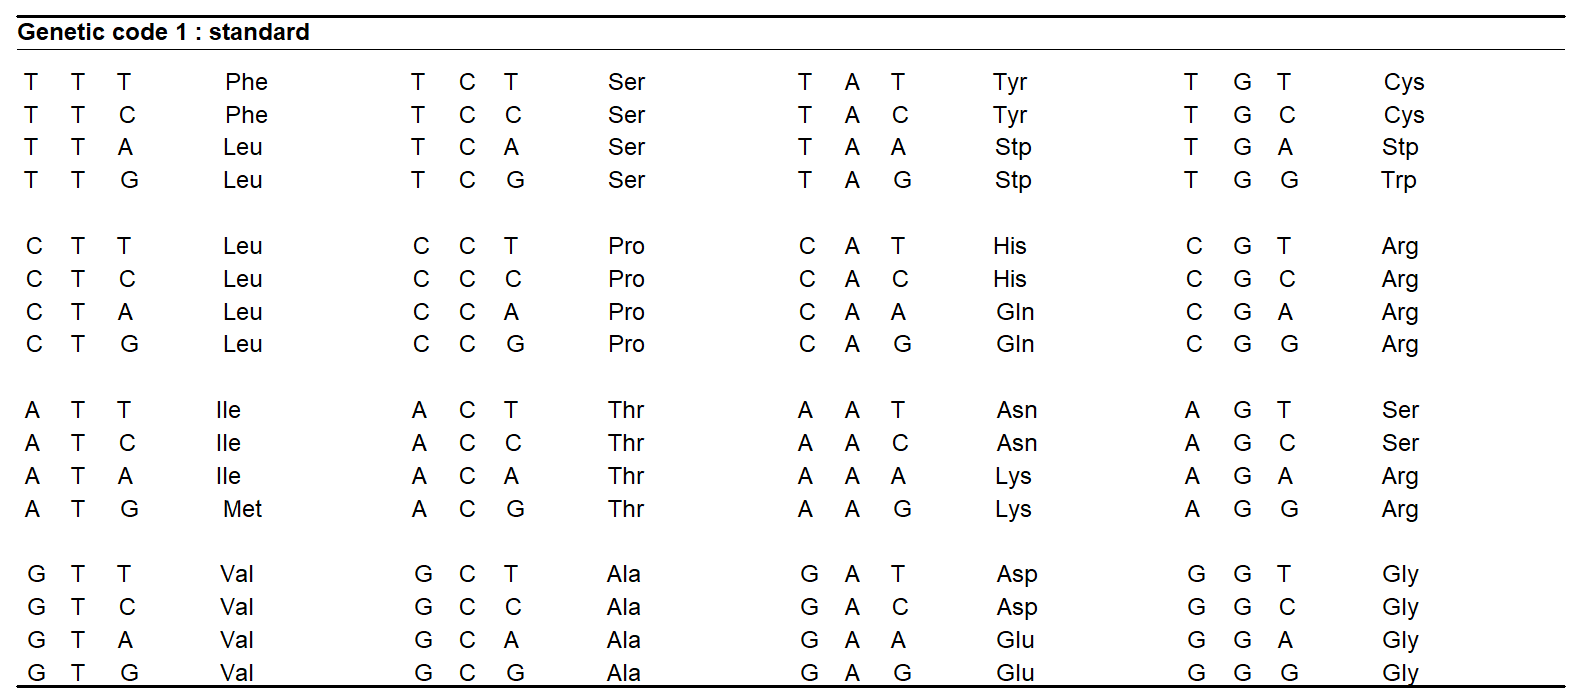 Genetic code 1 : standard
T T T Phe T C T Ser T A T Tyr T G T Cys
T T C Phe T C C Ser T A C Tyr T G C Cys
T T A Leu T C A Ser T A A Stp T G A Stp
T T G Leu T C G Ser T A G Stp T G G Trp
C T T Leu C C T Pro C A T His C G T Arg
C T C Leu C C C Pro C A C His C G C Arg
C T A Leu C C A Pro C A A Gln C G A Arg
C T G Leu C C G Pro C A G Gln C G G Arg
A T T Ile A C T Thr A A T Asn A G T Ser
A T C Ile A C C Thr A A C Asn A G C Ser
A T A Ile A C A Thr A A A Lys A G A Arg
A T G Met A C G Thr A A G Lys A G G Arg
G T T Val G C T Ala G A T Asp G G T Gly
G T C Val G C C Ala G A C Asp G G C Gly
G T A Val G C A Ala G A A Glu G G A Gly
G T G Val G C G Ala G A G Glu G G G Gly